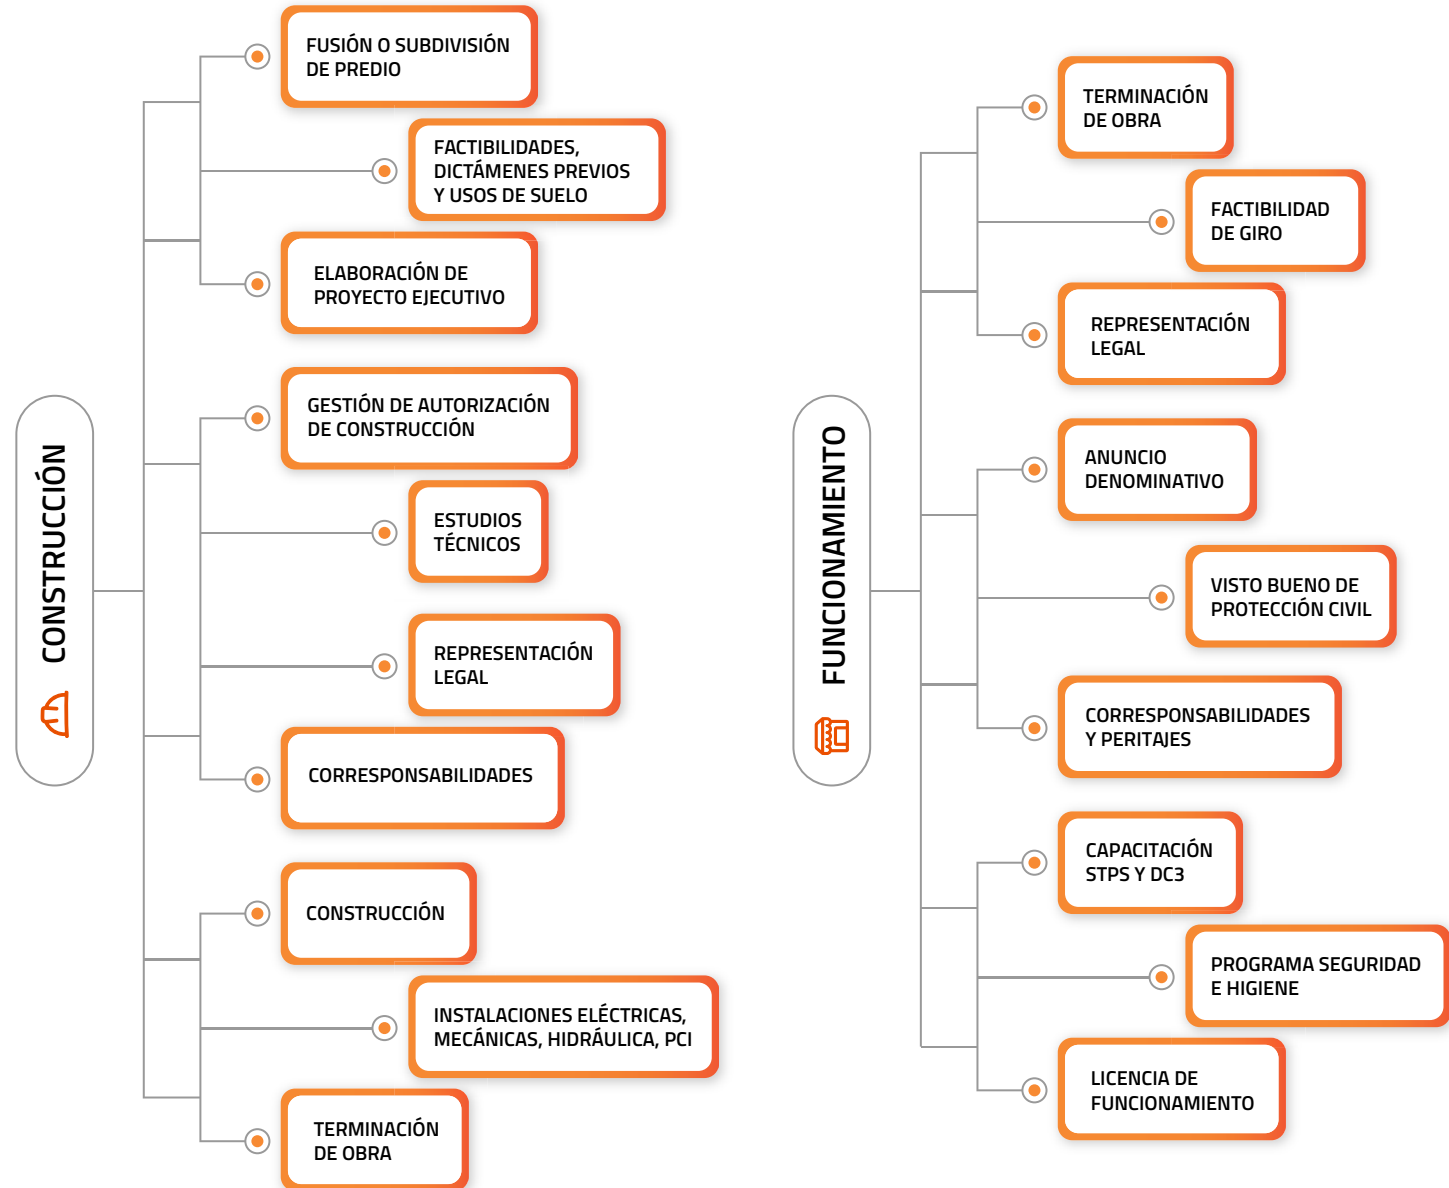 CONSTRUCCIÓN
FUSIÓN O SUBDIVISIÓN
DE PREDIO
FACTIBILIDADES,
DICTÁMENES PREVIOS
Y USOS DE SUELO
ELABORACIÓN DE
PROYECTO EJECUTIVO
GESTIÓN DE AUTORIZACIÓN
DE CONSTRUCCIÓN
ESTUDIOS
TÉCNICOS
REPRESENTACIÓN
LEGAL
CORRESPONSABILIDADES
CONSTRUCCIÓN
INSTALACIONES ELÉCTRICAS,
MECÁNICAS, HIDRÁULICA, PCI
TERMINACIÓN
DE OBRA
FUNCIONAMIENTO
TERMINACIÓN
DE OBRA
FACTIBILIDAD
DE GIRO
REPRESENTACIÓN
LEGAL
ANUNCIO
DENOMINATIVO
VISTO BUENO DE
PROTECCIÓN CIVIL
CORRESPONSABILIDADES
Y PERITAJES
CAPACITACIÓN
STPS Y DC3
PROGRAMA SEGURIDAD
E HIGIENE
LICENCIA DE
FUNCIONAMIENTO